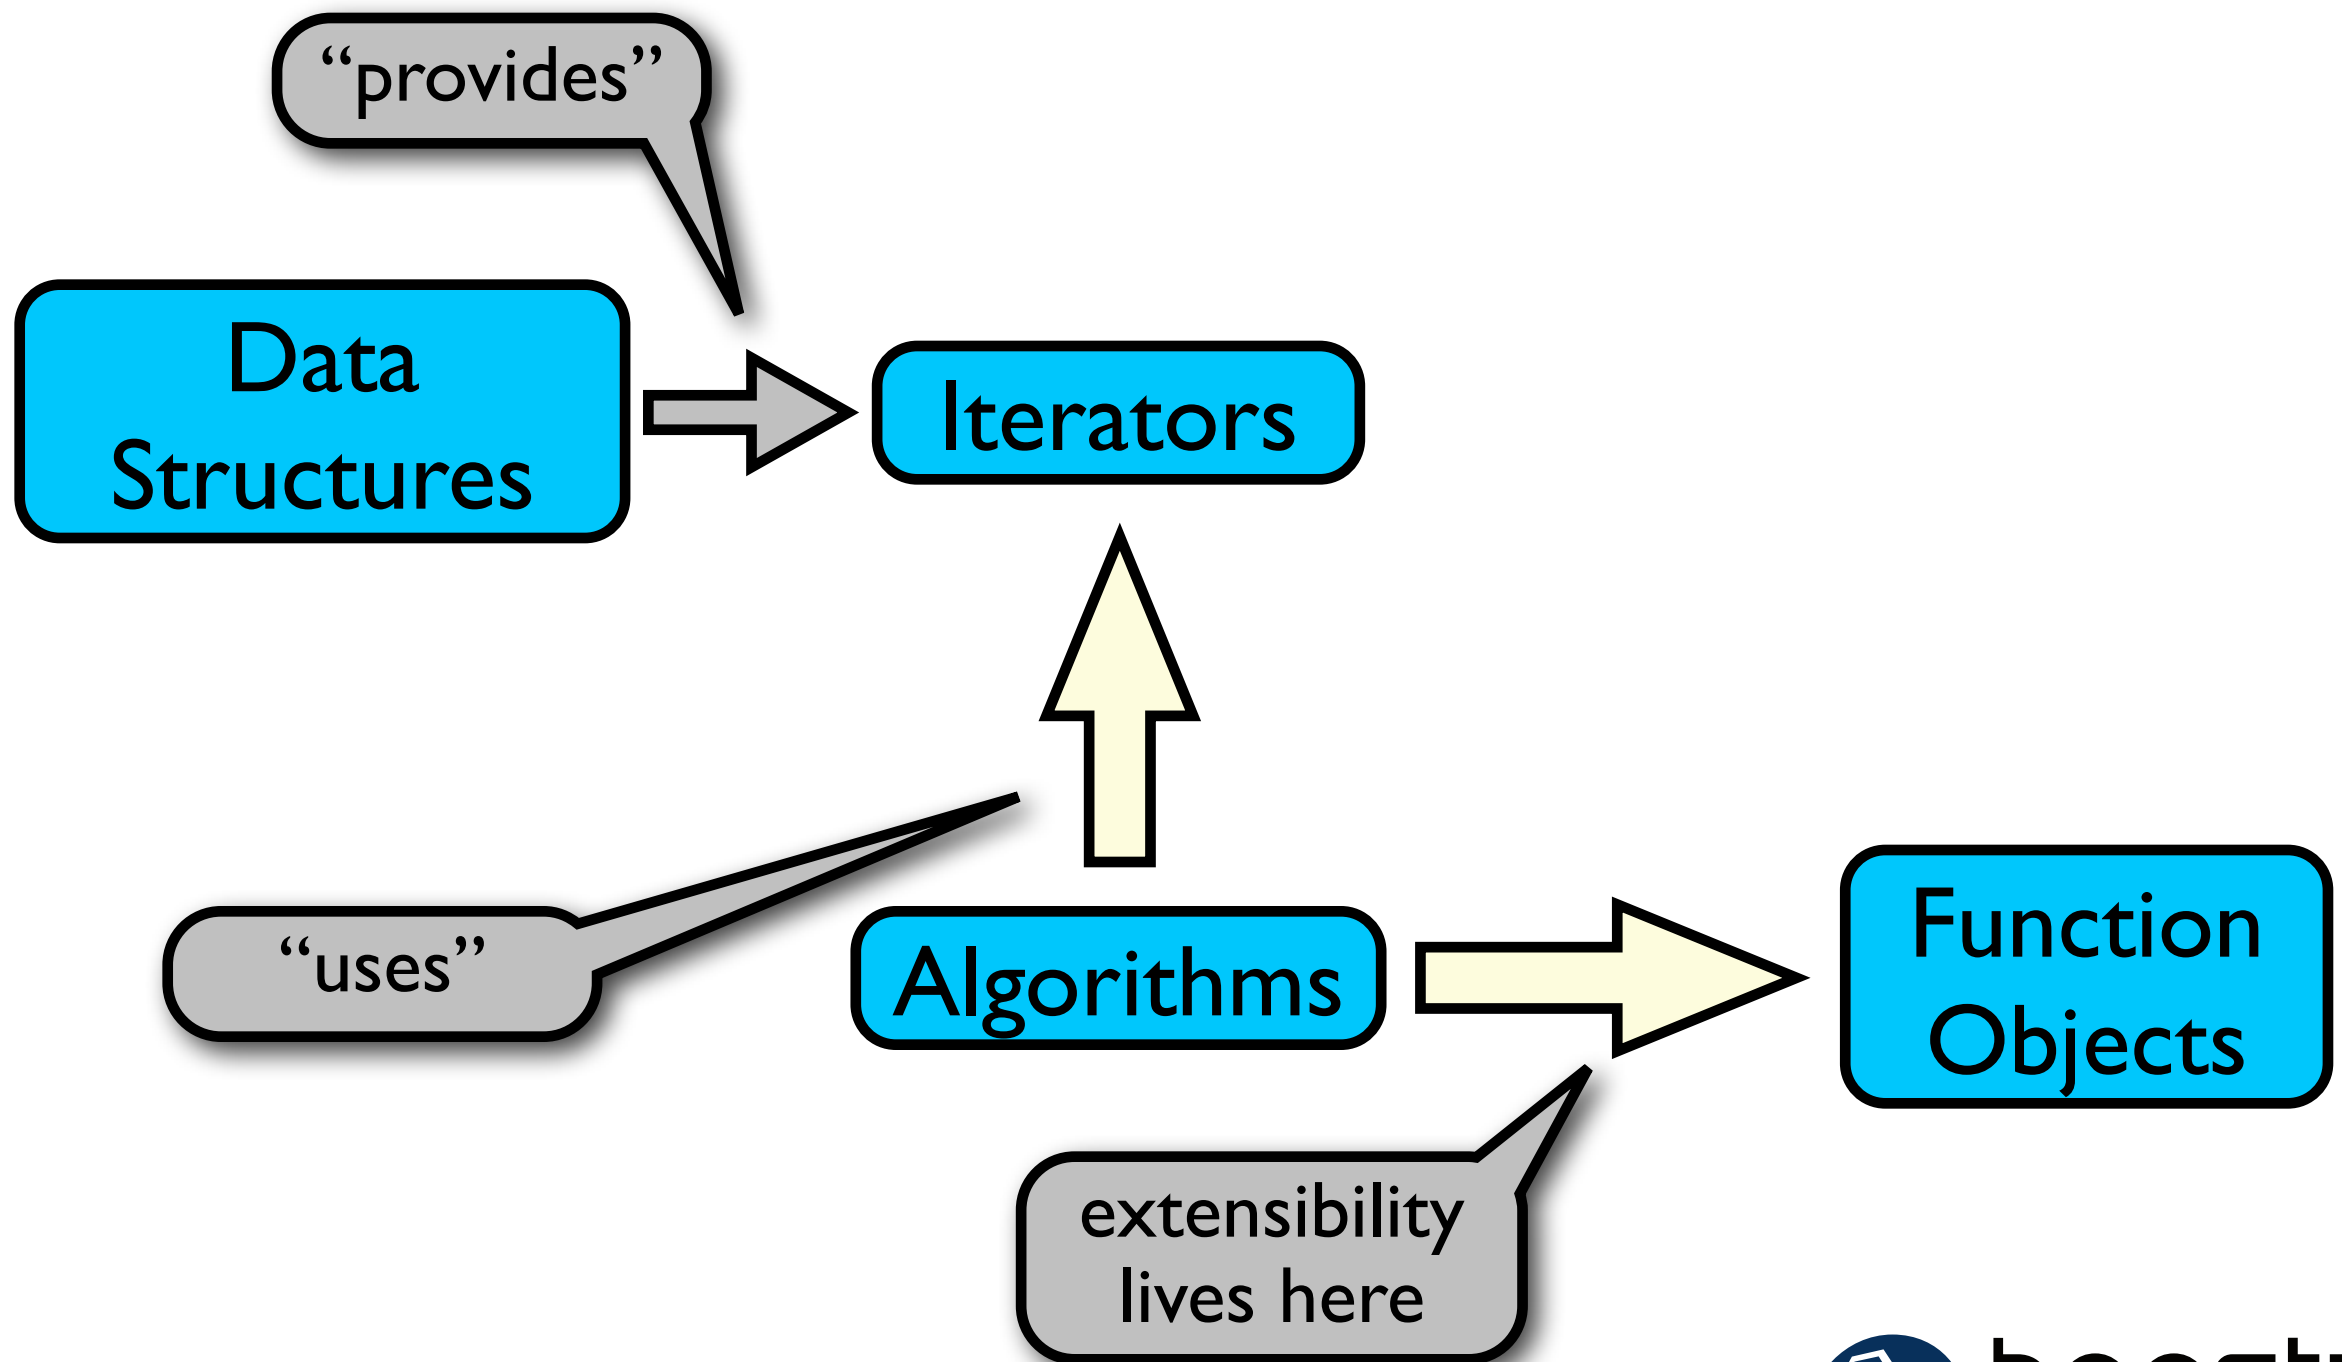 “provides”
Data
Structures
Iterators
“uses”
Algorithms
Function
Objects
extensibility
lives here